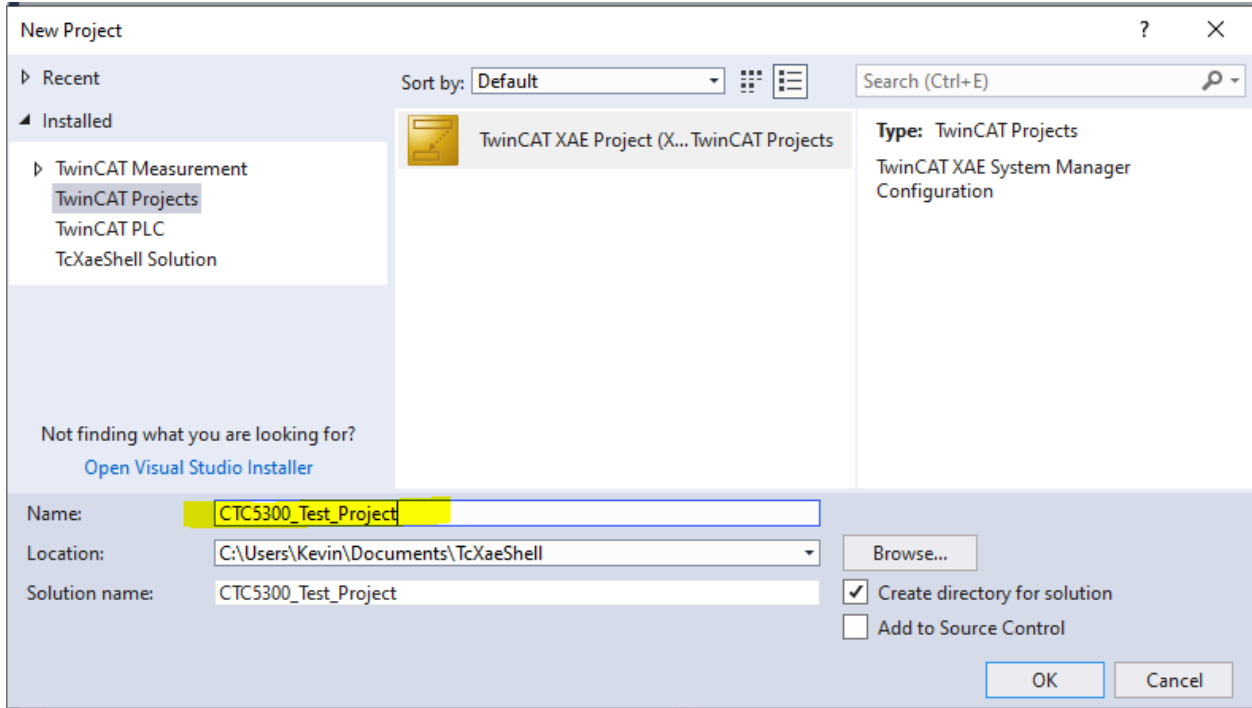 New Project
?
Recent
Installed
TwinCAT Measurement
TwinCAT Projects
TwinCAT PLC
TcXaeShell Solution
Not finding what you are looking for?
Open Visual Studio Installer
Sort by: Default
TwinCAT XAE Project (X... TwinCAT Projects
Search (Ctrl+E)
Type: TwinCAT Projects
TwinCAT XAE System Manager
Configuration
Name: CTC5300_Test_Project
Location: C:\Users\Kevin\Documents\TcXaeShell
Browse...
Solution name: CTC5300_Test_Project
Create directory for solution
Add to Source Control
OK
Cancel